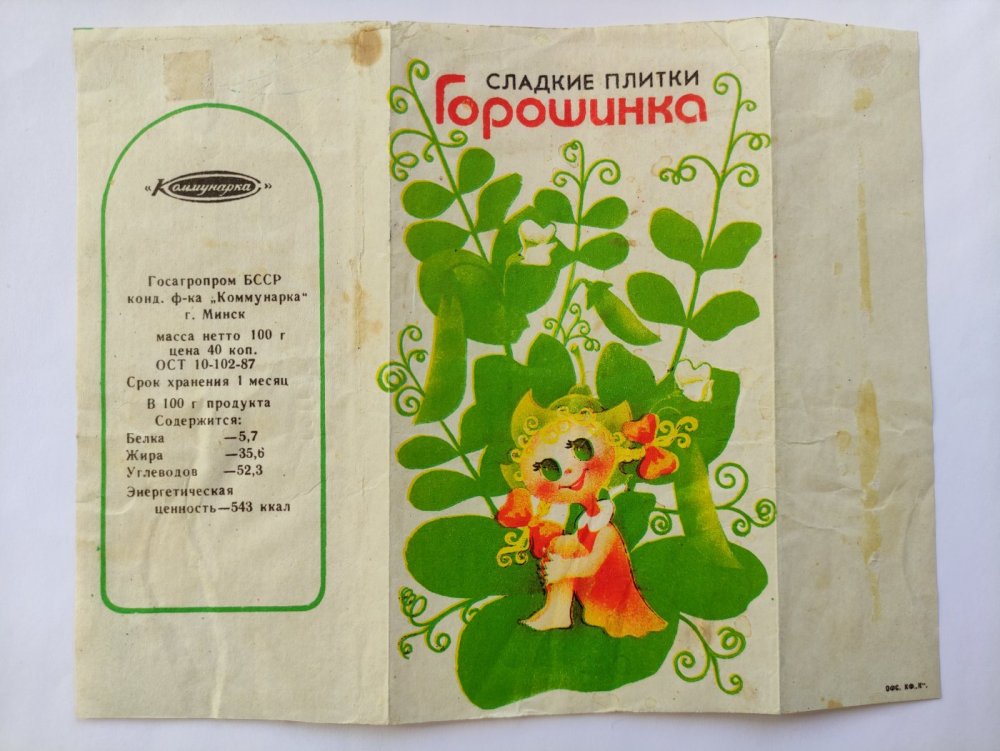 «Коммунарка»
Госагропром БССР
конд. ф-ка „Коммунарка"
г. Минск
масса нетто 100 г
цена 40 коп.
ОСТ 10-102-87
Срок хранения 1 месяц
В 100 г продукта
Содержится:
Белка —5,7
Жира —35,6
Углеводов —52,3
Энергетическая
ценность—543 ккал
СЛАДКИЕ ПЛИТКИ
Горошинка
ОФС. КФ„К".